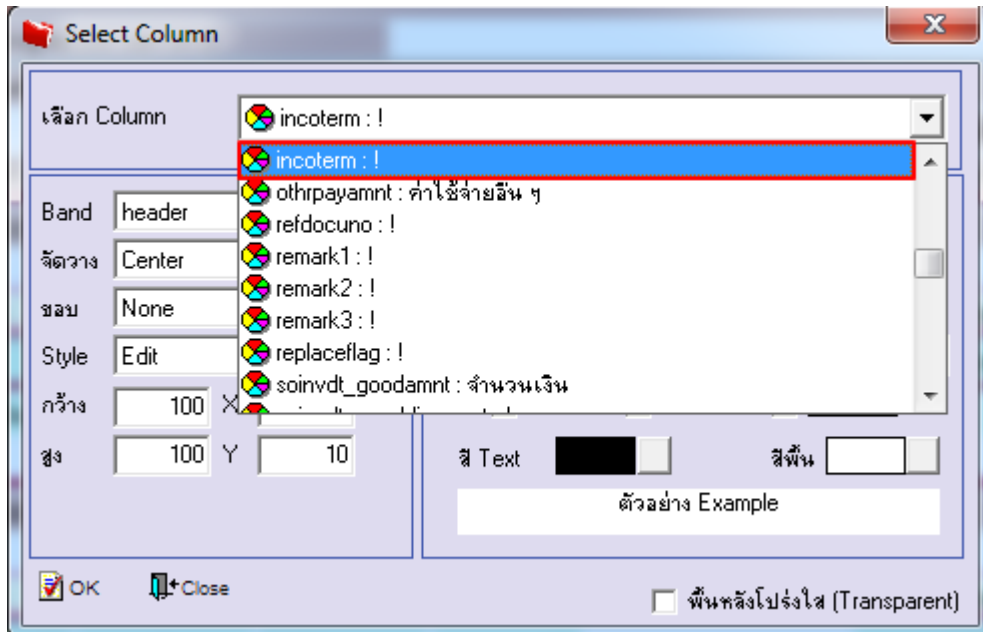 Select Column
เลือก Column
incoterm : !
incoterm : !
othrpayamnt : ค่าใช้จ่ายอื่น ๆ
refdocuno : !
remark1 : !
remark2 : !
remark3 : !
replaceflag : !
soinvdt_goodamnt : จำนวนเงิน
Band header
จัดวาง Center
ขอบ None
Style Edit
กว้าง 100 X
สูง 100 Y 10
สี Text
สีพื้น
ตัวอย่าง Example
OK
Close
พื้นหลังโปร่งใส (Transparent)